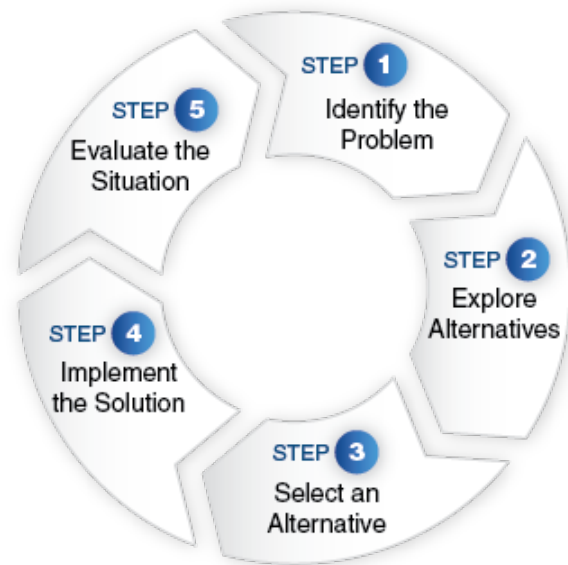 STEP 1
Identify the
Problem
STEP 2
Explore
Alternatives
STEP 3
Select an
Alternative
STEP 4
Implement
the Solution
STEP 5
Evaluate the
Situation